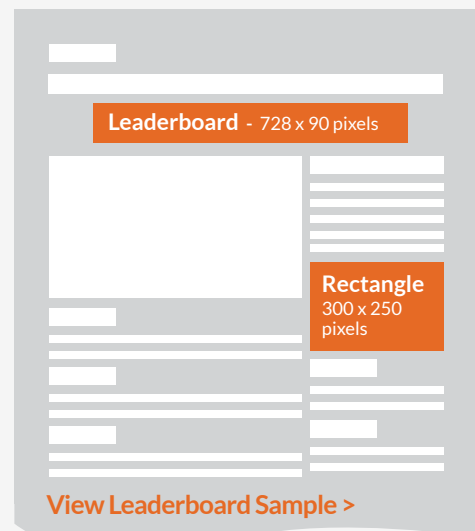 Leaderboard - 728 x 90 pixels
Rectangle
300 x 250
pixels
View Leaderboard Sample >